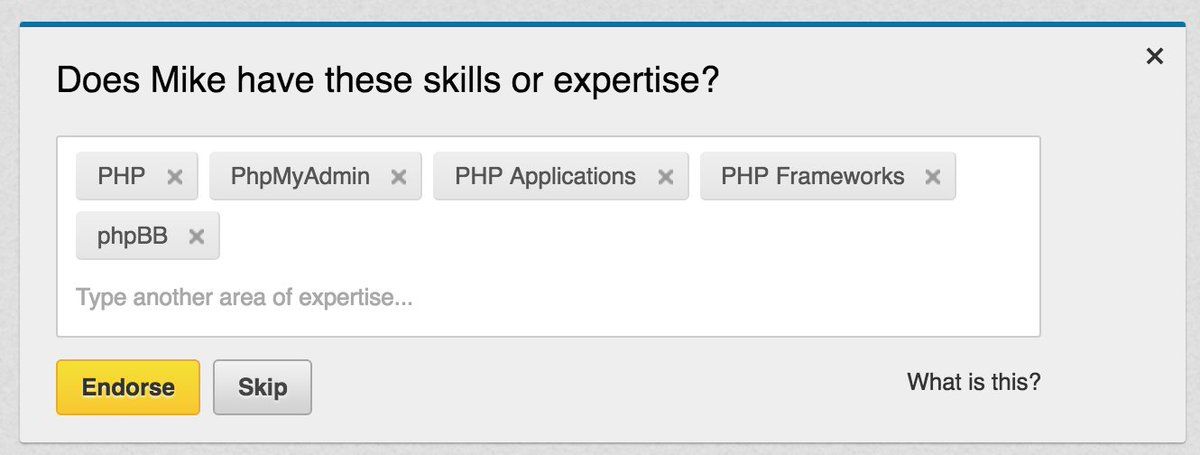 Does Mike have these skills or expertise?
PHP PhpMyAdmin PHP Applications PHP Frameworks
phpBB
Type another area of expertise...
Endorse Skip What is this?